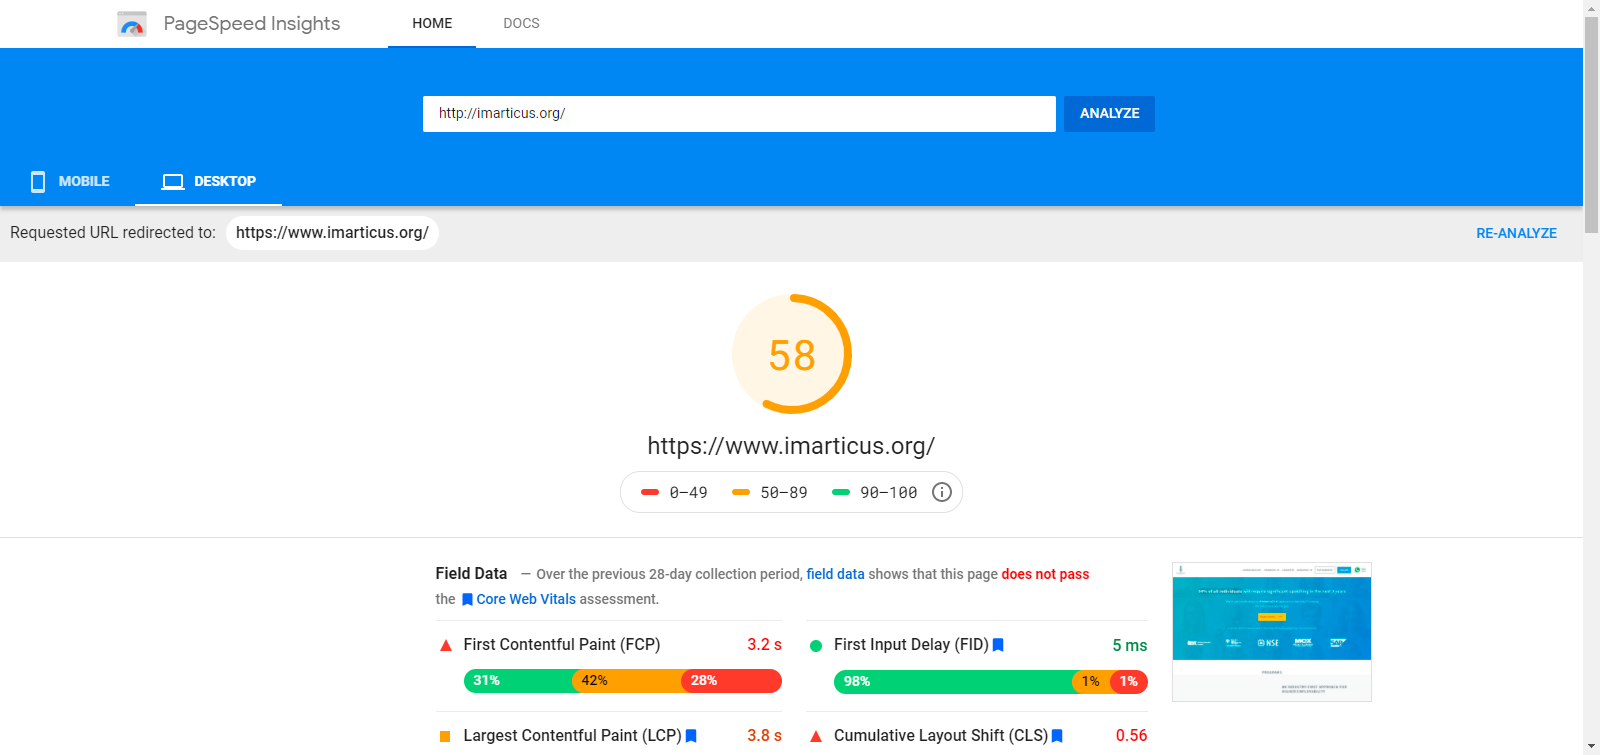 PageSpeed Insights HOME DOCS
http://imarticus.org/ ANALYZE
MOBILE DESKTOP
Requested URL redirected to: https://www.imarticus.org/ RE-ANALYZE
58
https://www.imarticus.org/
0–49 50–89 90–100
Field Data — Over the previous 28-day collection period, field data shows that this page does not pass
the Core Web Vitals assessment.
First Contentful Paint (FCP) 3.2 s First Input Delay (FID) 5 ms
31% 42% 28% 98% 1% 1%
NSE
MCX
Largest Contentful Paint (LCP) 3.8 s Cumulative Layout Shift (CLS) 0.56